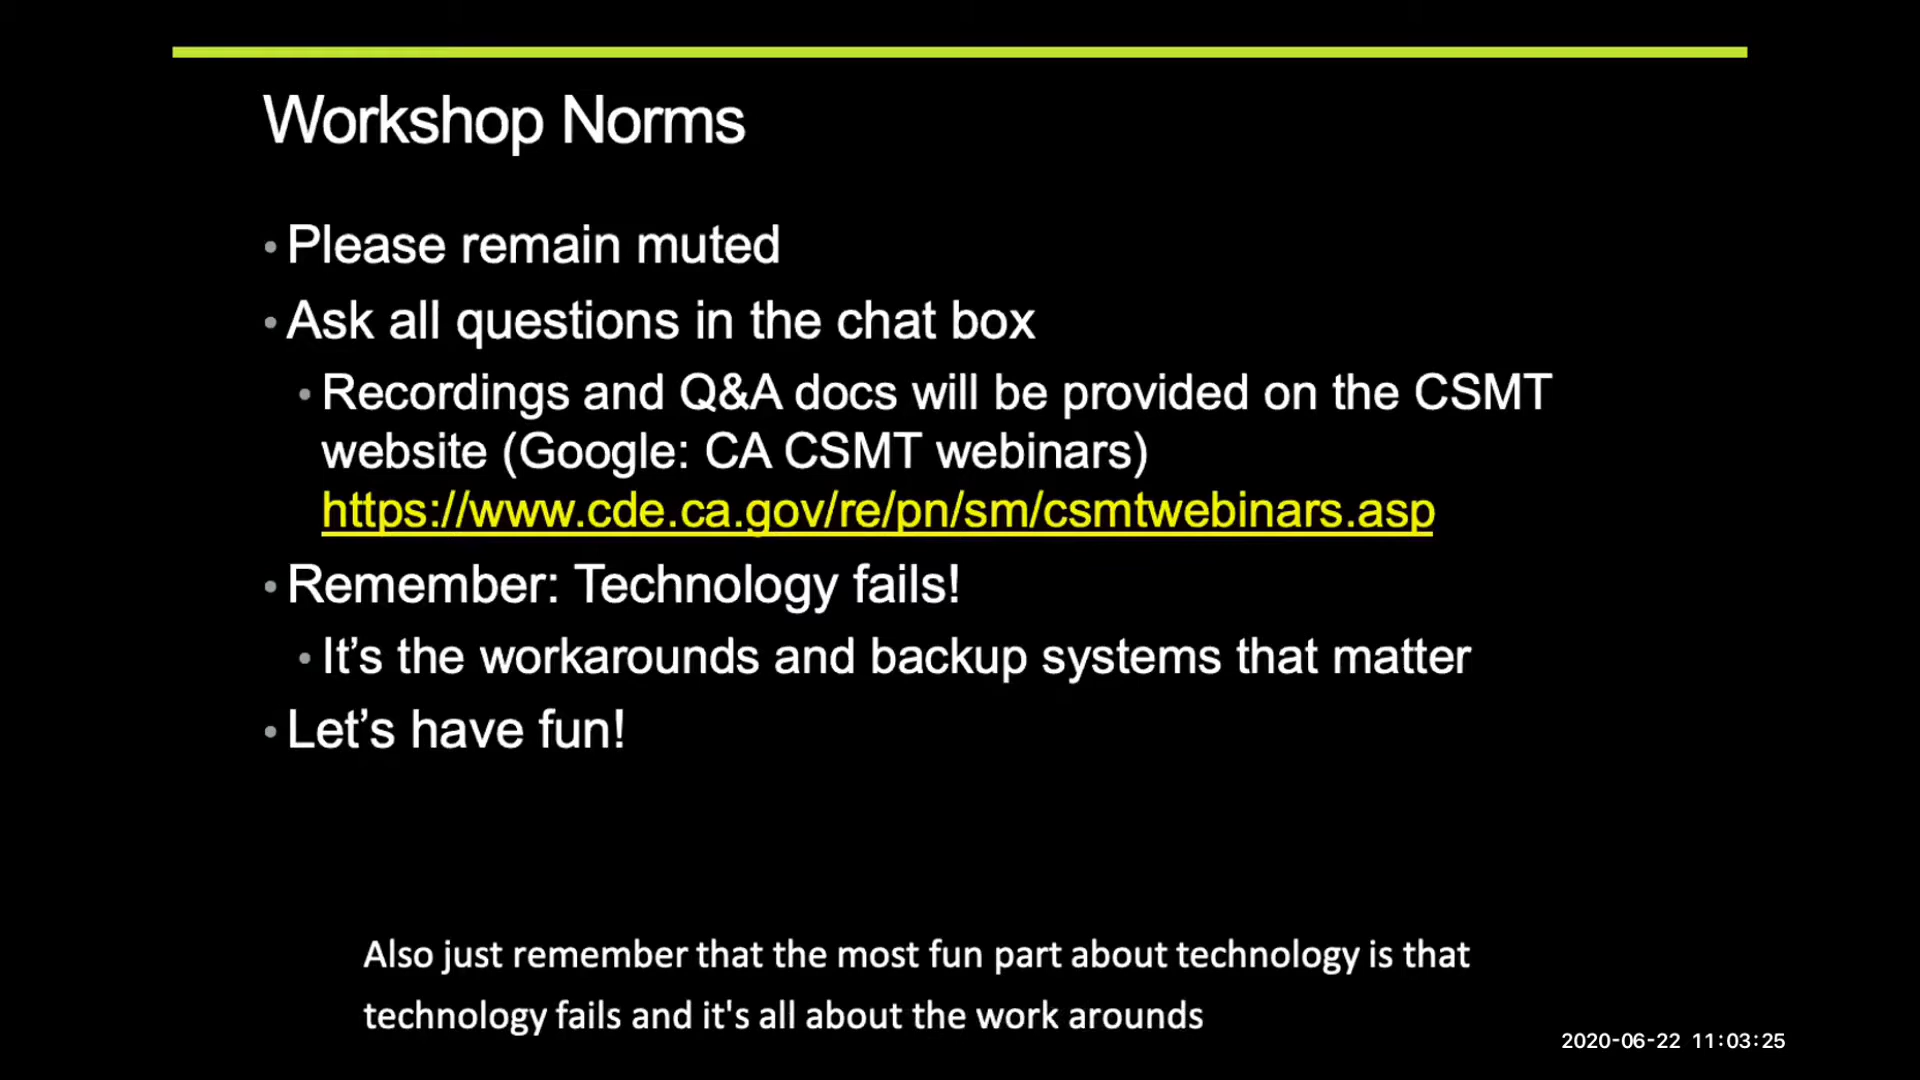 Workshop Norms
• Please remain muted
• Ask all questions in the chat box
• Recordings and Q&A docs will be provided on the CSMT
website (Google: CA CSMT webinars)
https://www.cde.ca.gov/re/pn/sm/csmtwebinars.asp
• Remember: Technology fails!
• It’s the workarounds and backup systems that matter
• Let’s have fun!
Also just remember that the most fun part about technology is that
technology fails and it's all about the work arounds
2020-06-22 11:03:25